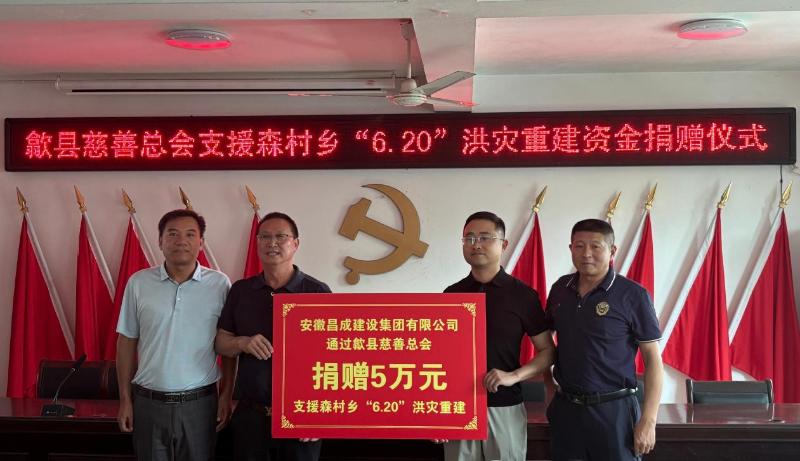 歙县慈善总会支援森村乡“6.20”洪灾重建资金捐赠仪式
安徽昌成建设集团有限公司
通过歙县慈善总会
捐赠5万元
支援森村乡“6.20”洪灾重建